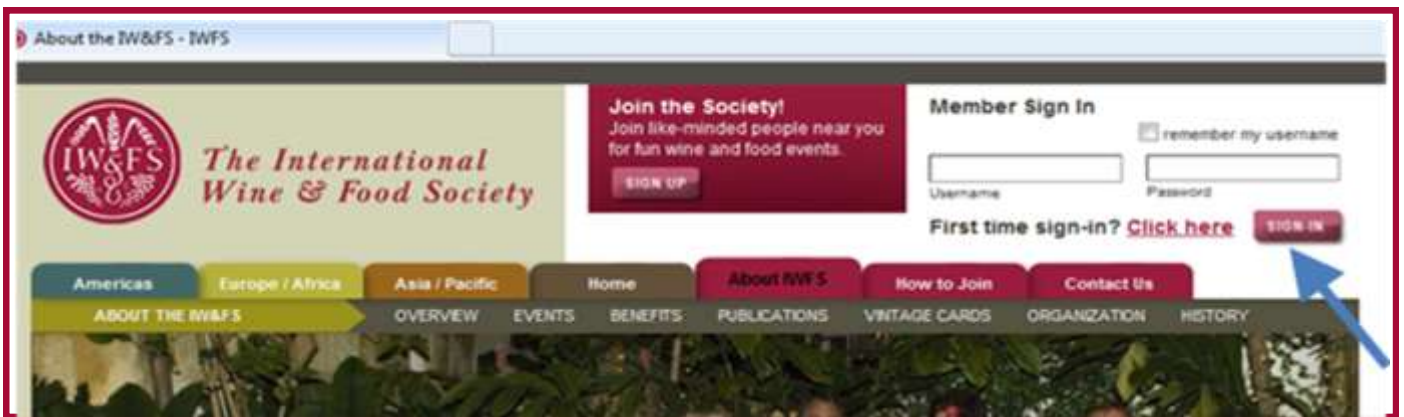 About the IW&FS - IWFS
IW&FS
The International
Wine & Food Society
Join the Society!
Join like-minded people near you
for fun wine and food events.
SIGN UP
Member Sign In
remember my username
Username
Password
First time sign-in? Click here
SIGN-IN
Americas
Europe / Africa
Asia / Pacific
Home
About IWFS
How to Join
Contact Us
ABOUT THE IW&FS
OVERVIEW
EVENTS
BENEFITS
PUBLICATIONS
VINTAGE CARDS
ORGANIZATION
HISTORY